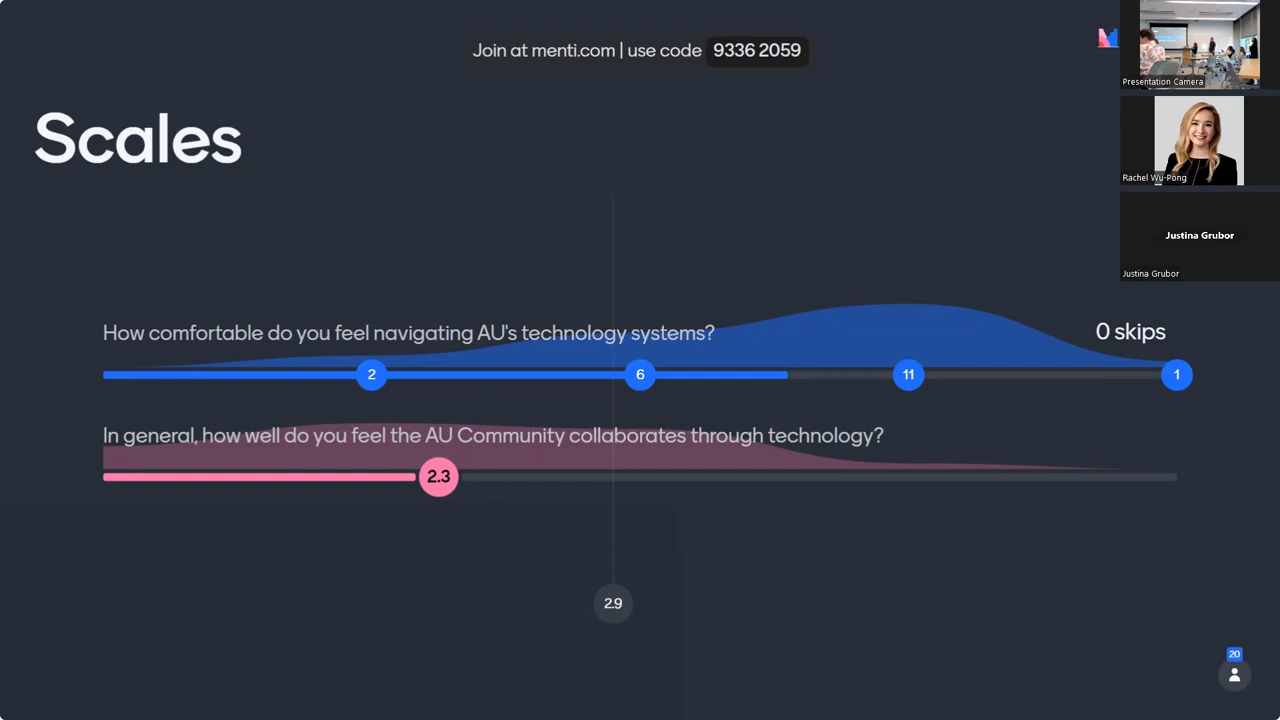 Join at menti.com | use code 9336 2059
Scales
Presentation Camera
Rachel Wu-Pong
Justina Grubor
Justina Grubor
How comfortable do you feel navigating AU's technology systems?
0 skips
2
6
11
1
In general, how well do you feel the AU Community collaborates through technology?
2.3
2.9
20